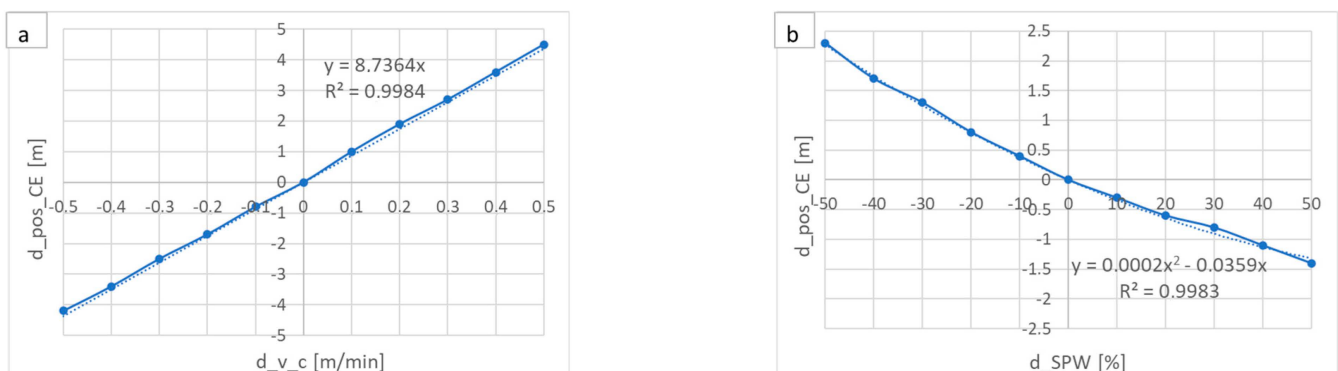 a
5
4
3
2
1
0
-1
-2
-3
-4
-5
-0.5 -0.4 -0.3 -0.2 -0.1 0 0.1 0.2 0.3 0.4 0.5
y = 8.7364x
R² = 0.9984
d_pos_CE [m]
d_v_c [m/min]
b
2.5
2
1.5
1
0.5
0
-0.5
-1
-1.5
-2
-2.5
-50 -40 -30 -20 -10 0 10 20 30 40 50
y = 0.0002x² - 0.0359x
R² = 0.9983
d_pos_CE [m]
d_SPW [%]